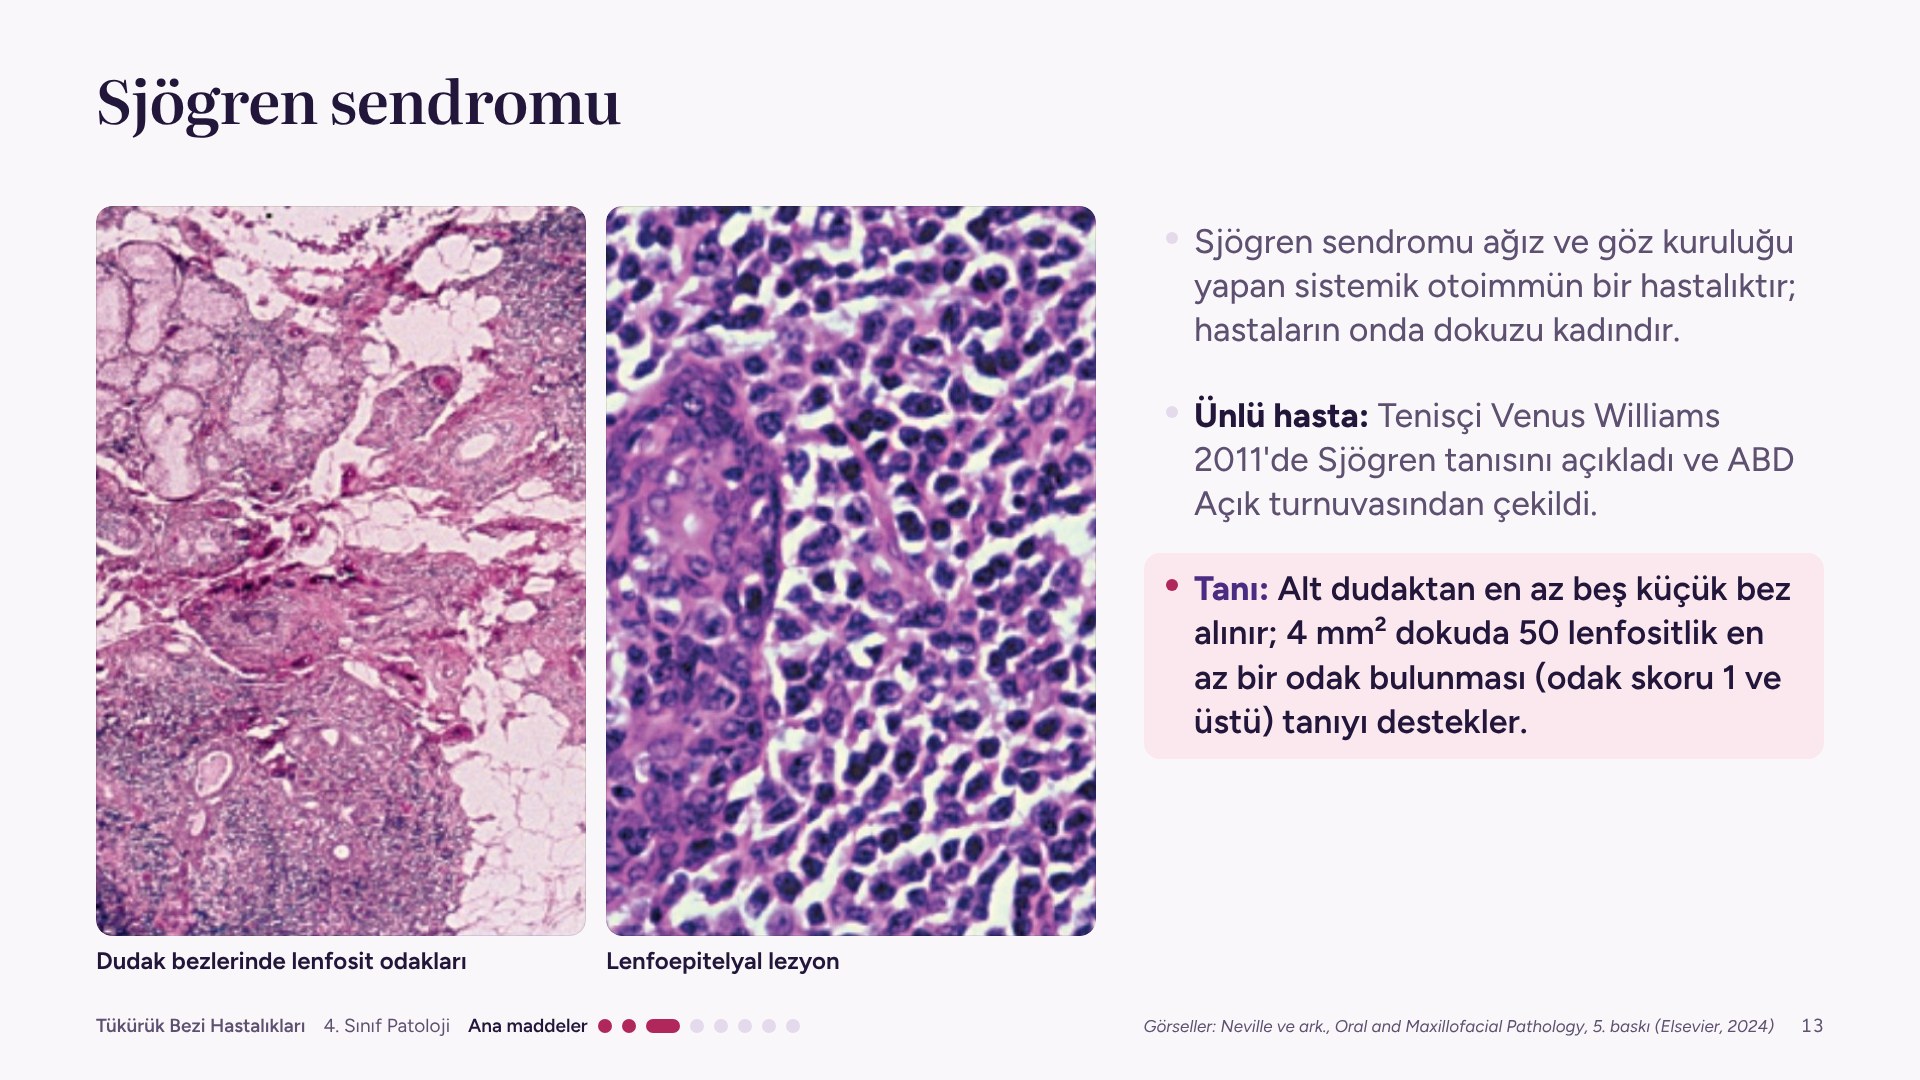 Sjögren sendromu
Dudak bezlerinde lenfosit odakları
Lenfoepitelyal lezyon
Sjögren sendromu ağız ve göz kuruluğu
yapan sistemik otoimmün bir hastalıktır;
hastaların onda dokuzu kadındır.
Ünlü hasta: Tenisçi Venus Williams
2011'de Sjögren tanısını açıkladı ve ABD
Açık turnuvasından çekildi.
Tanı: Alt dudaktan en az beş küçük bez
alınır; 4 mm² dokuda 50 lenfositlik en
az bir odak bulunması (odak skoru 1 ve
üstü) tanıyı destekler.
Tükürük Bezi Hastalıkları 4. Sınıf Patoloji Ana maddeler
Görseller: Neville ve ark., Oral and Maxillofacial Pathology, 5. baskı (Elsevier, 2024) 13